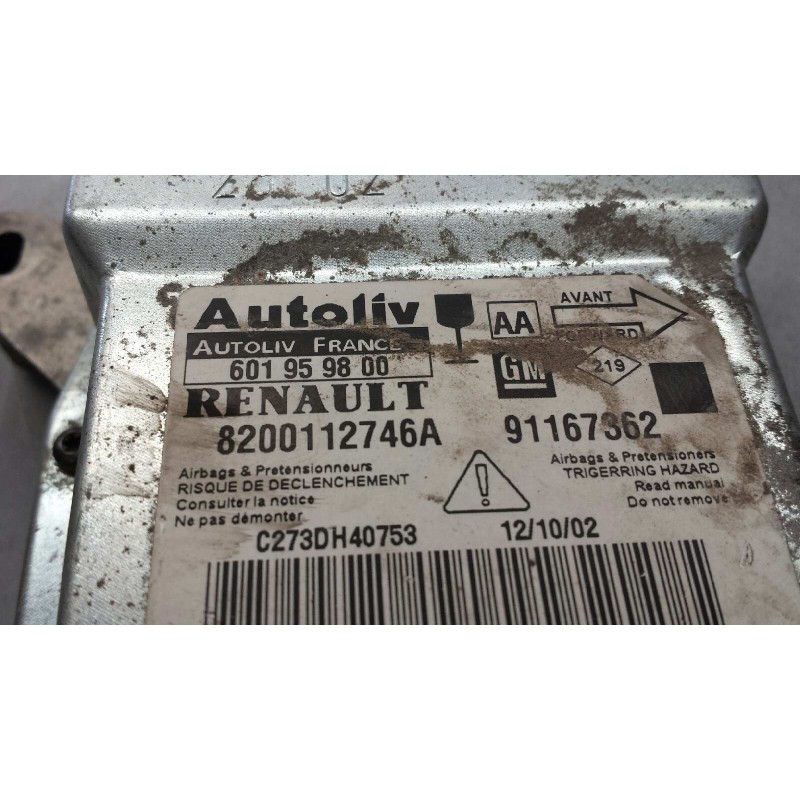 Autoliv
AUTOLIV FRANCE
601 95 98 00
RENAULT
8200112746A
AA
AVANT
FORWARD
GM
219
91167362
Airbags & Pretensionneurs
RISQUE DE DECLENCHEMENT
Consulter la notice
Ne pas démonter
Airbags & Pretensioners
TRIGERRING HAZARD
Read manual
Do not remove
C273DH40753
12/10/02